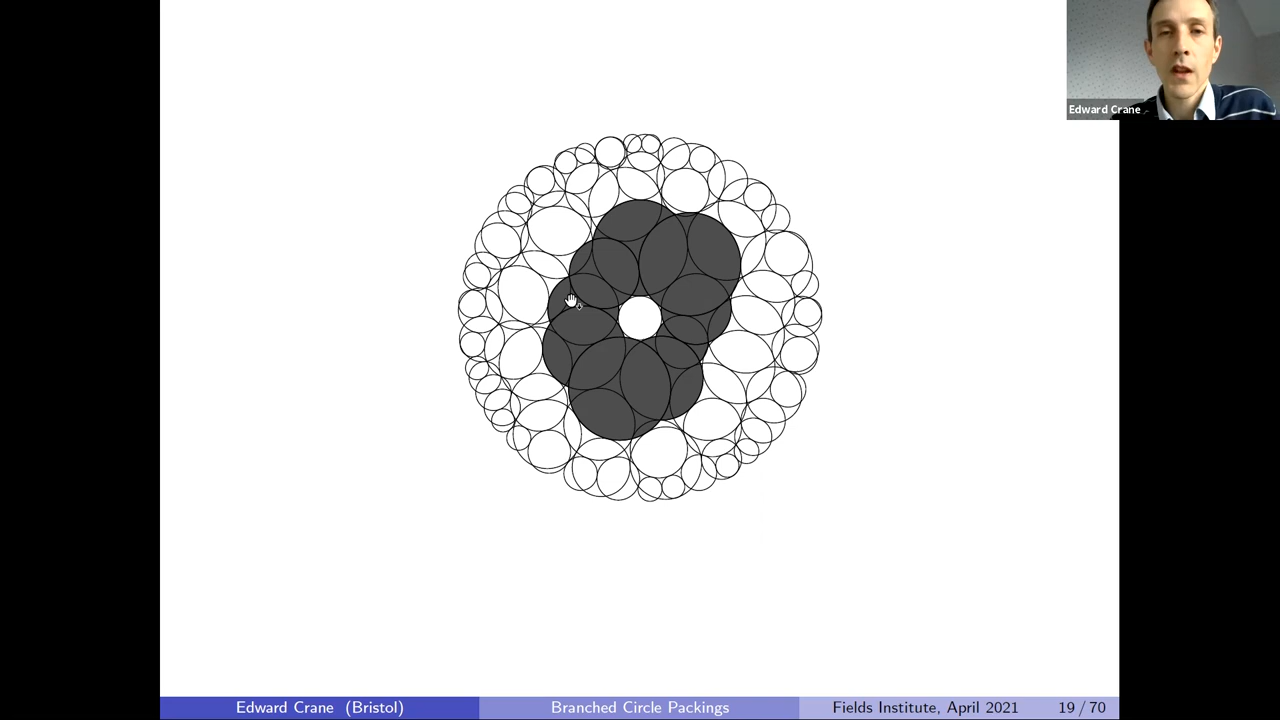 Edward Crane
Edward Crane (Bristol)
Branched Circle Packings
Fields Institute, April 2021
19 / 70